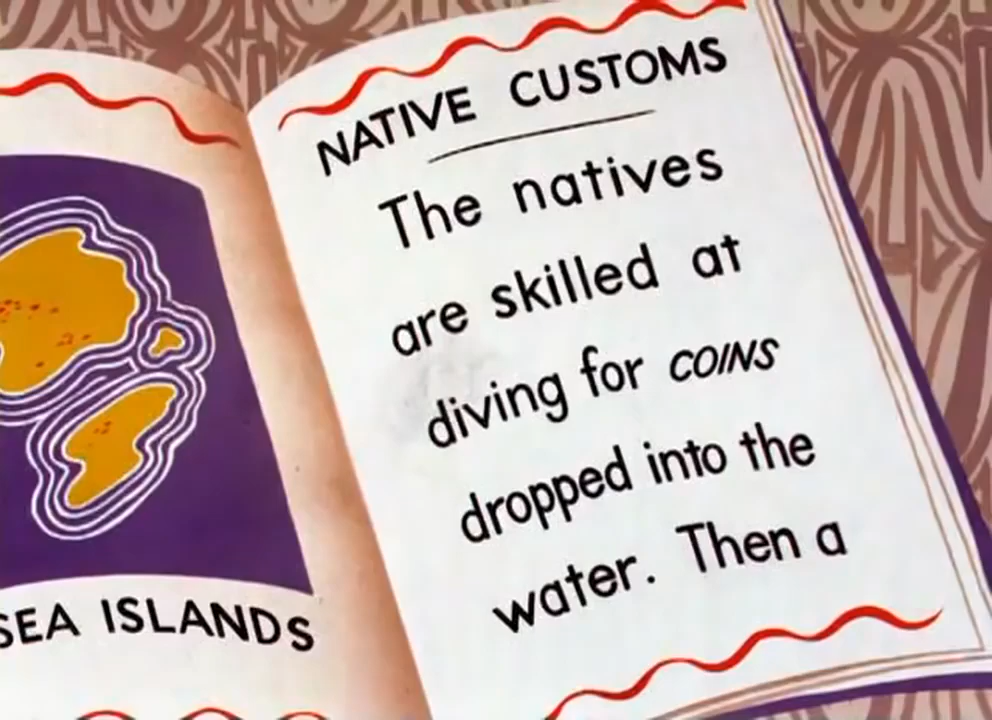 SEA ISLANDS
NATIVE CUSTOMS
The natives
are skilled at
diving for COINS
dropped into the
water. Then a